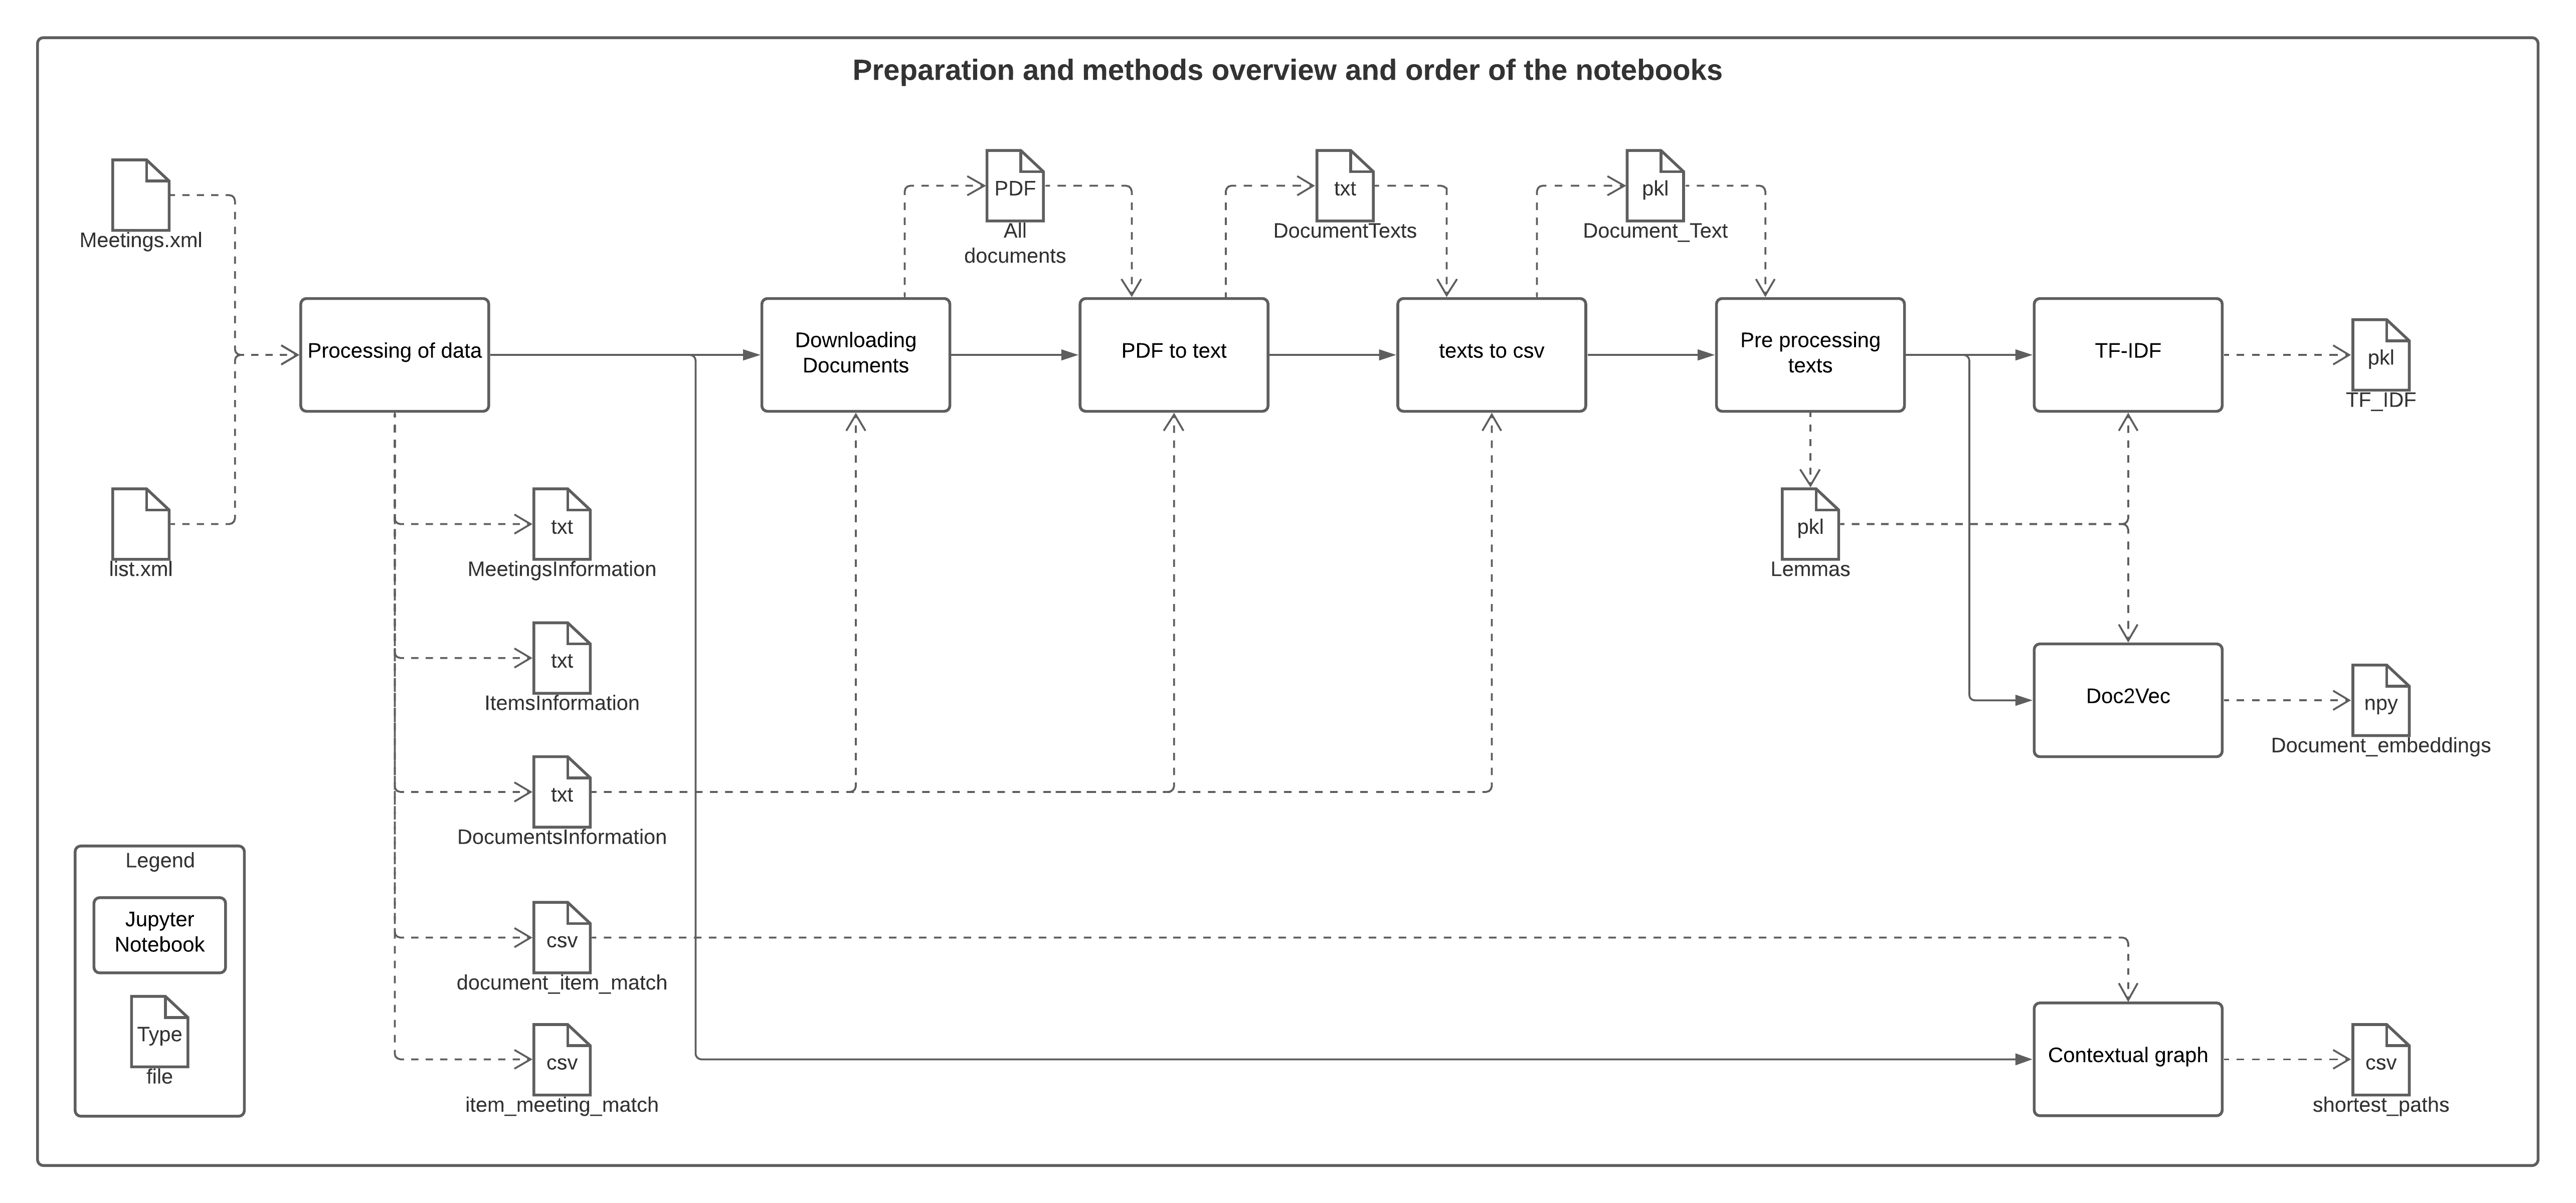 Preparation and methods overview and order of the notebooks
Meetings.xml
PDF
All
documents
txt
DocumentTexts
pkl
Document_Text
Processing of data
Downloading
Documents
PDF to text
texts to csv
Pre processing
texts
TF-IDF
pkl
TF_IDF
list.xml
txt
MeetingsInformation
pkl
Lemmas
txt
ItemsInformation
Doc2Vec
npy
Document_embeddings
txt
DocumentsInformation
Legend
Jupyter
Notebook
Type
file
csv
document_item_match
csv
item_meeting_match
Contextual graph
csv
shortest_paths